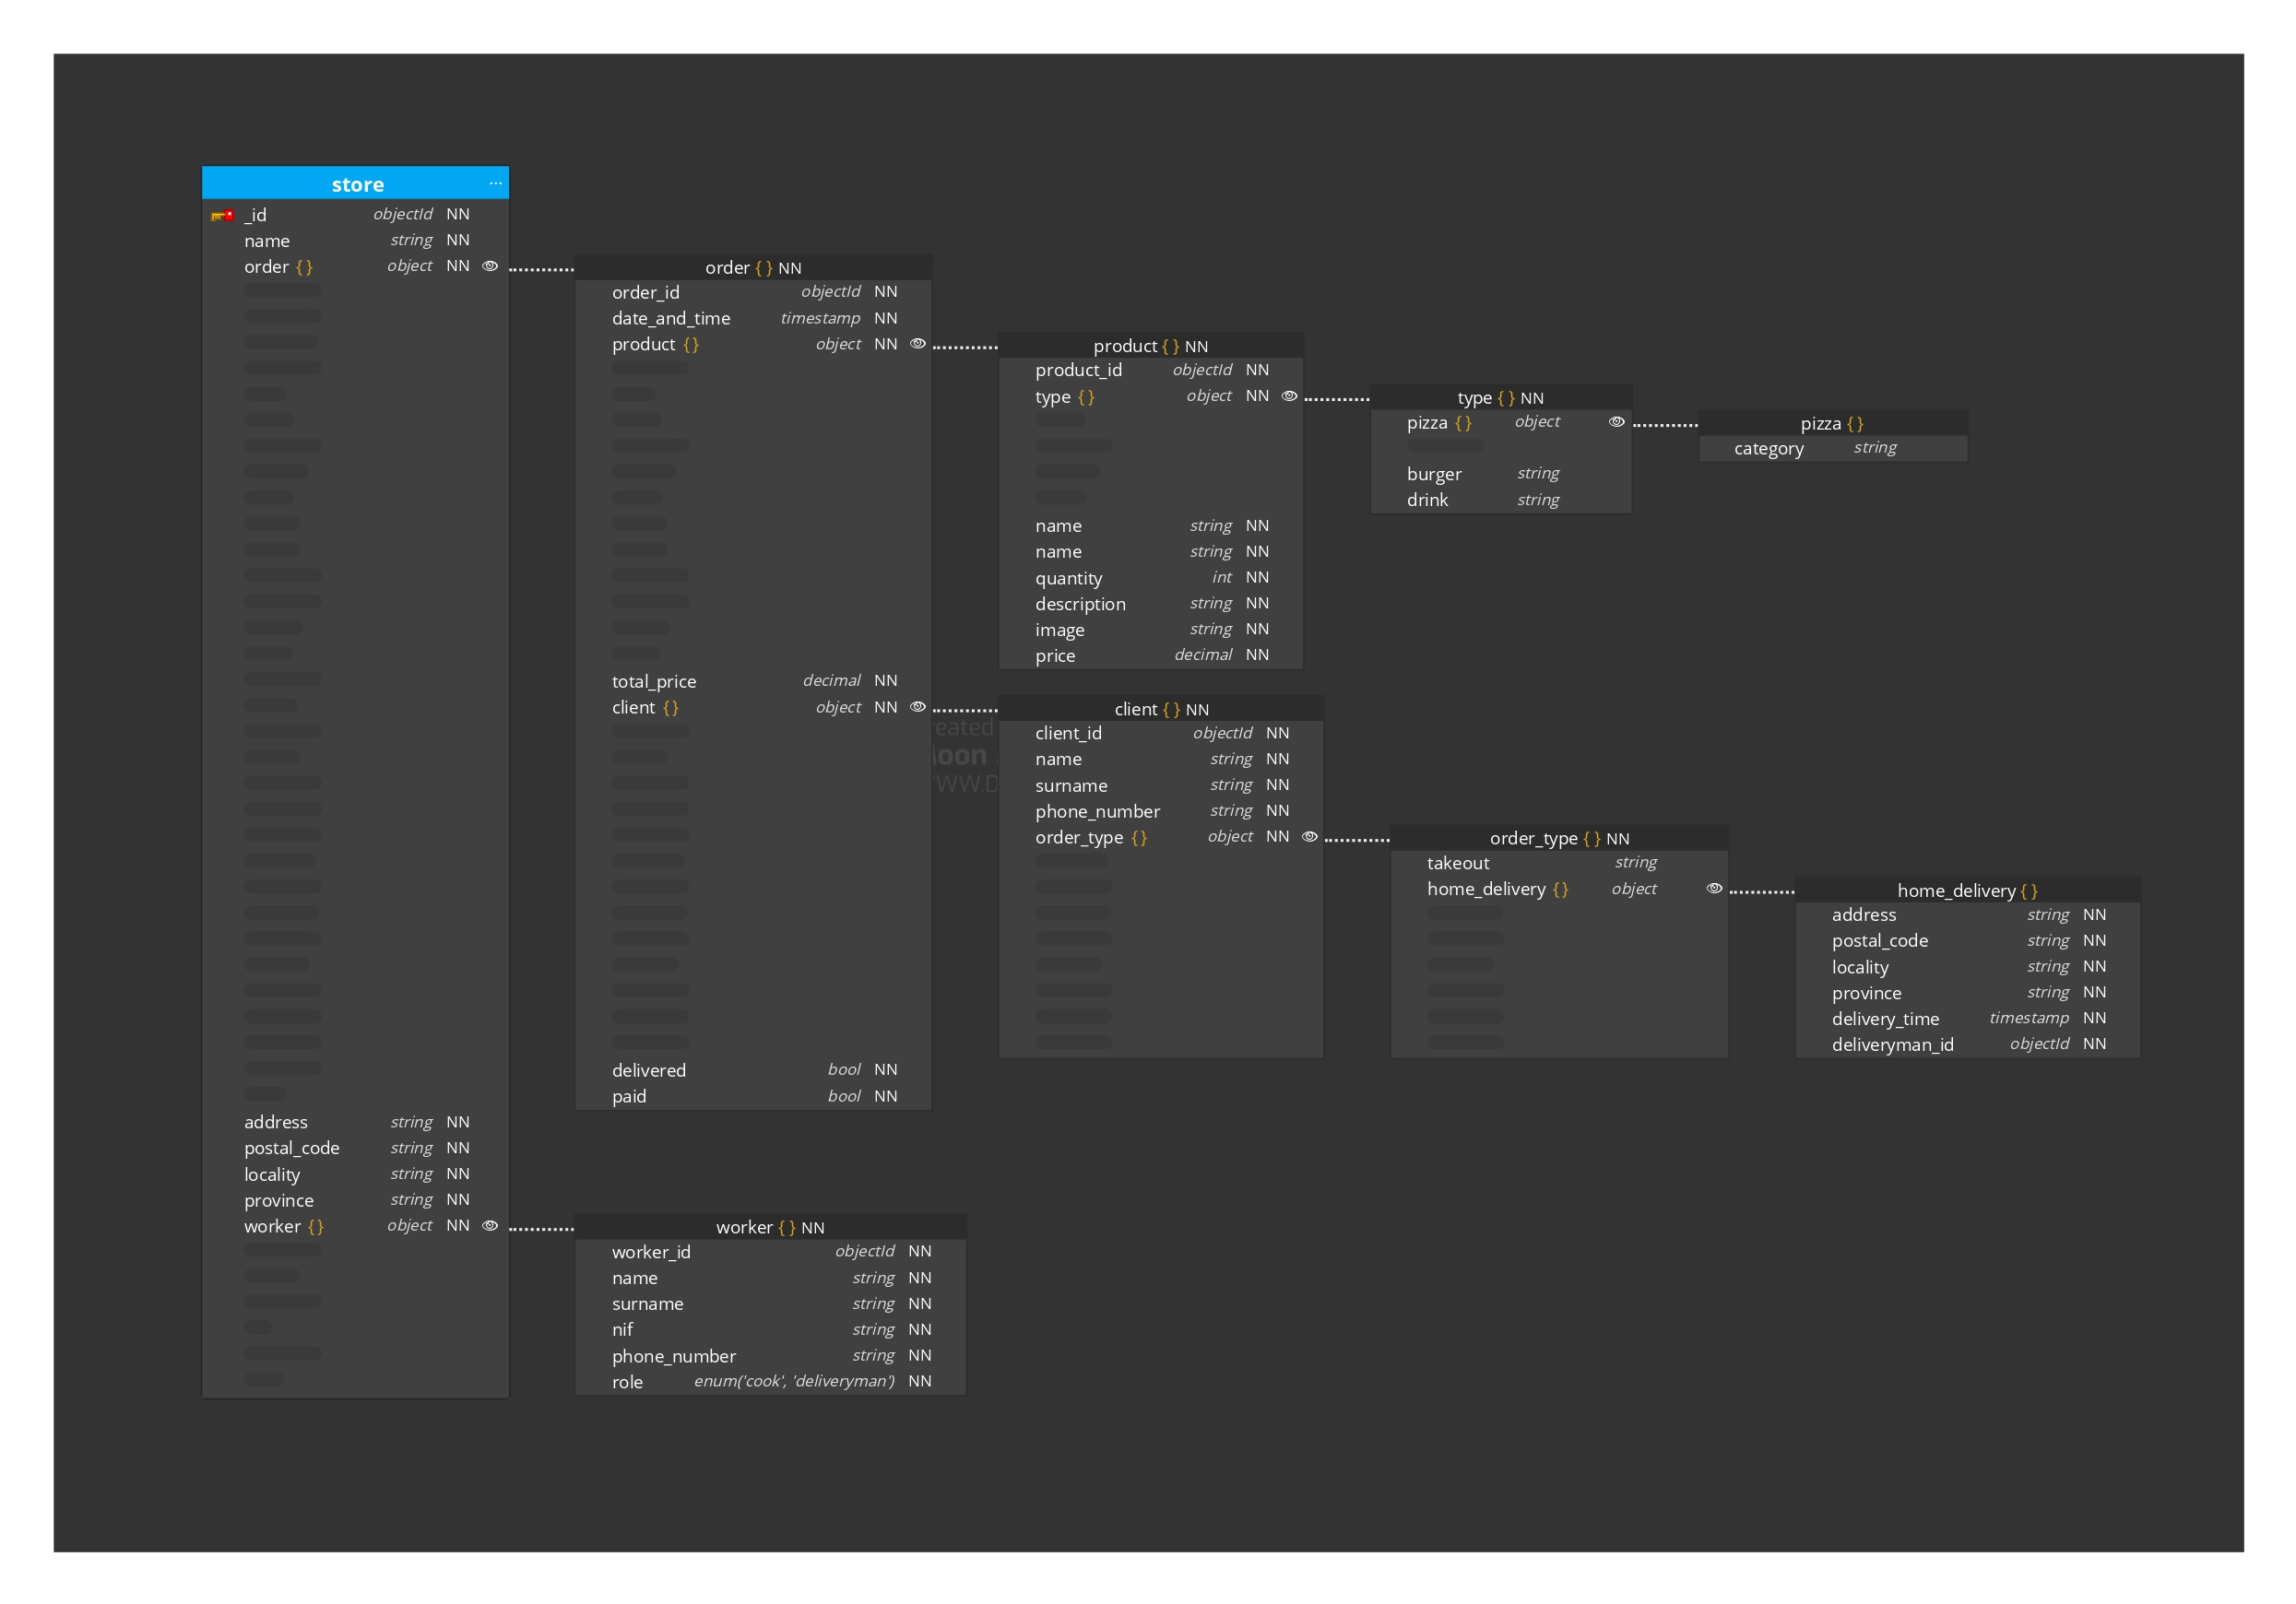 store ...
_id objectId NN
name string NN
order {} object NN
order {} NN
order_id objectId NN
date_and_time timestamp NN
product {} object NN
total_price decimal NN
client {} object NN
delivered bool NN
paid bool NN
product {} NN
product_id objectId NN
type {} object NN
name string NN
name string NN
quantity int NN
description string NN
image string NN
price decimal NN
type {} NN
pizza {} object
burger string
drink string
pizza {}
category string
client {} NN
client_id objectId NN
name string NN
surname string NN
phone_number string NN
order_type {} object NN
order_type {} NN
takeout string
home_delivery {} object
home_delivery {}
address string NN
postal_code string NN
locality string NN
province string NN
delivery_time timestamp NN
deliveryman_id objectId NN
address string NN
postal_code string NN
locality string NN
province string NN
worker {} object NN
worker {} NN
worker_id objectId NN
name string NN
surname string NN
nif string NN
phone_number string NN
role enum('cook', 'deliveryman') NN